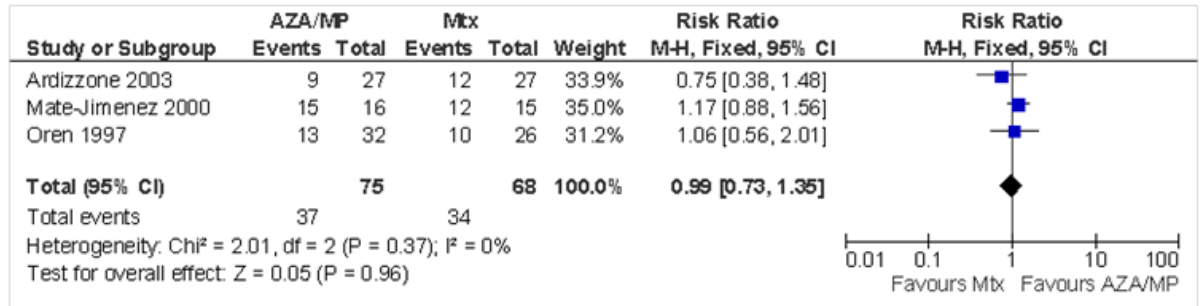 AZA/MP Mtx Risk Ratio Risk Ratio
Study or Subgroup Events Total Events Total Weight M-H, Fixed, 95% CI M-H, Fixed, 95% CI
Ardizzone 2003 9 27 12 27 33.9% 0.75 [0.38, 1.48]
Mate-Jimenez 2000 15 16 12 15 35.0% 1.17 [0.88, 1.56]
Oren 1997 13 32 10 26 31.2% 1.06 [0.56, 2.01]
Total (95% CI) 75 68 100.0% 0.99 [0.73, 1.35]
Total events 37 34
Heterogeneity: Chi² = 2.01, df = 2 (P = 0.37); I² = 0%
Test for overall effect: Z = 0.05 (P = 0.96)
0.01 0.1 1 10 100
Favours Mtx Favours AZA/MP